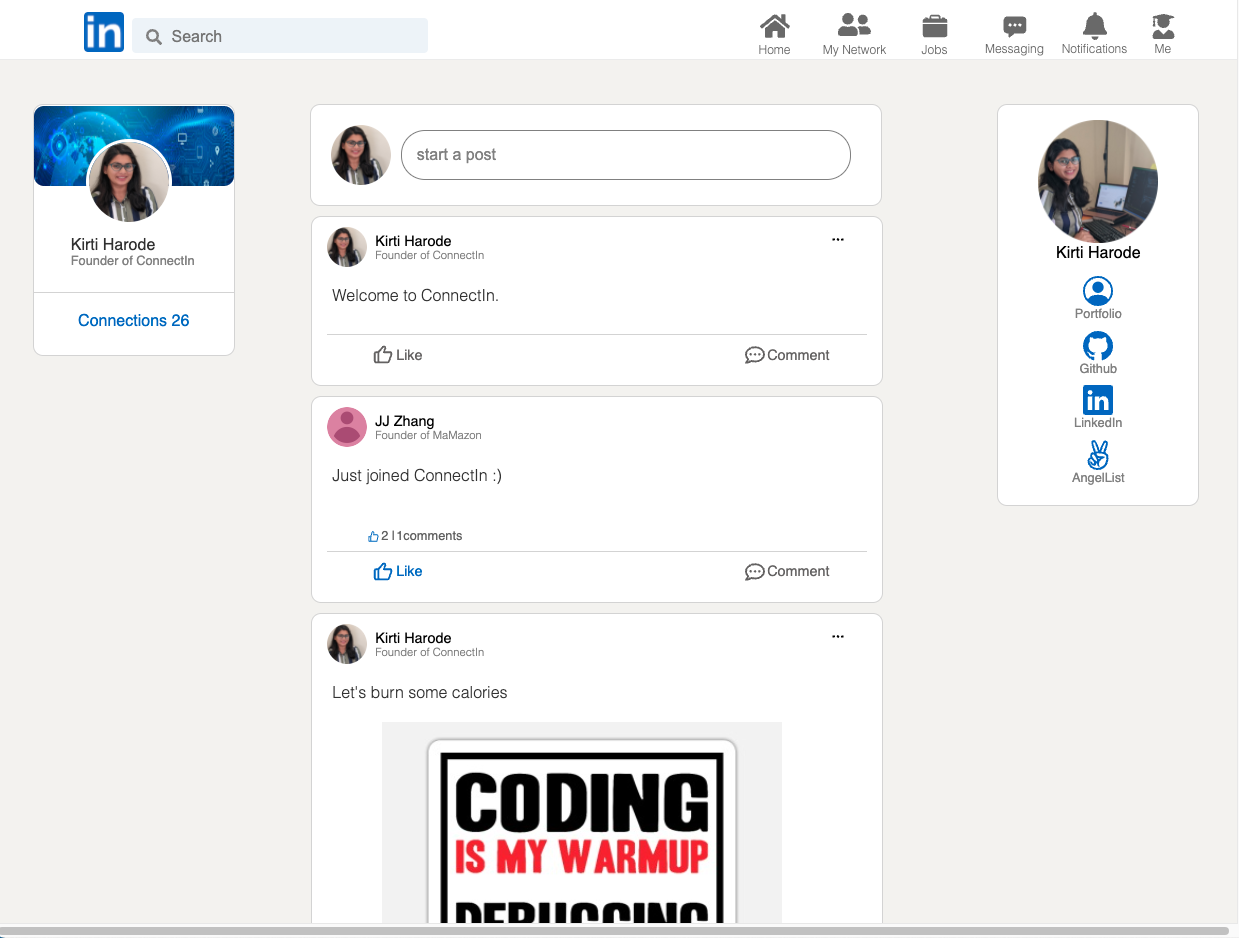 in
Search
Home
My Network
Jobs
Messaging
Notifications
Me
Kirti Harode
Founder of ConnectIn
Connections 26
start a post
Kirti Harode
Founder of ConnectIn
...
Welcome to ConnectIn.
Like
Comment
JJ Zhang
Founder of MaMazon
Just joined ConnectIn :)
2 | 1comments
Like
Comment
Kirti Harode
Founder of ConnectIn
...
Let's burn some calories
CODING
IS MY WARMUP
DEBUGGING
Kirti Harode
Portfolio
Github
in
LinkedIn
AngelList